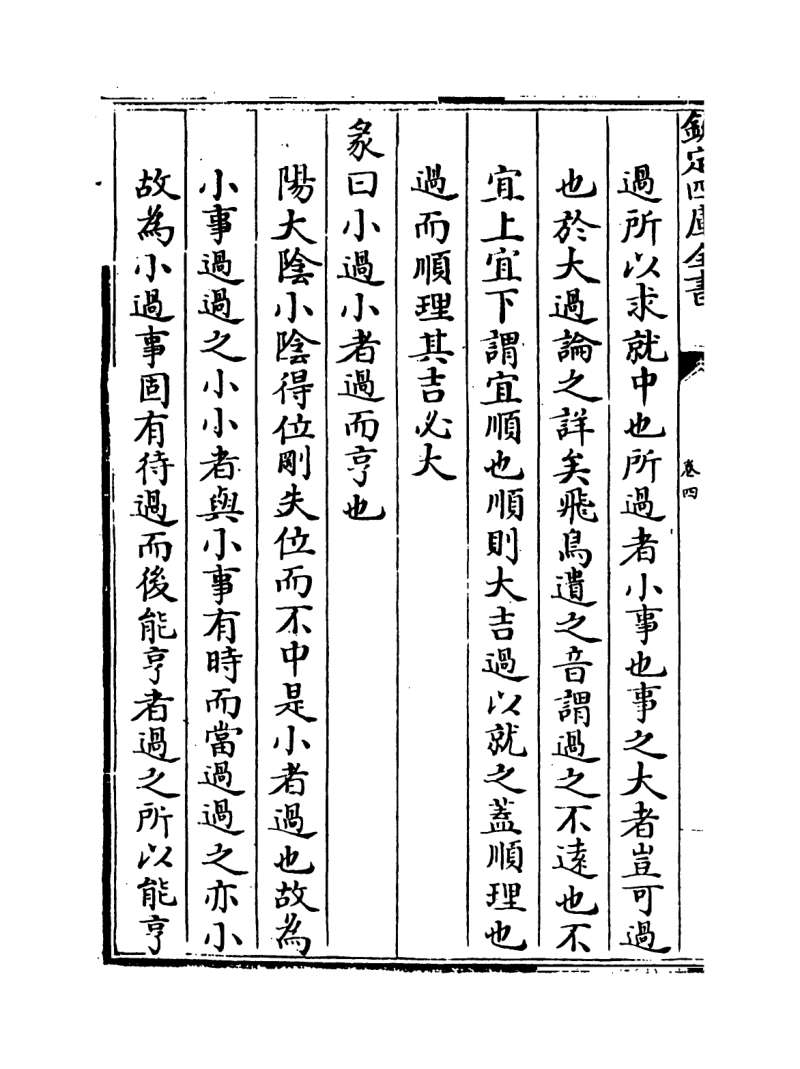 欽定四庫全書
卷四
過所以求就中也所過者小事也事之大者豈可過
也於大過論之詳矣飛鳥遺之音謂過之不遠也不
宜上宜下謂宜順也順則大吉過以就之蓋順理也
過而順理其吉必大
彖曰小過小者過而亨也
陽大陰小陰得位剛失位而不中是小者過也故為
小事過過之小小者與小事有時而當過過之亦小
故為小過事固有待過而後能亨者過之所以能亨